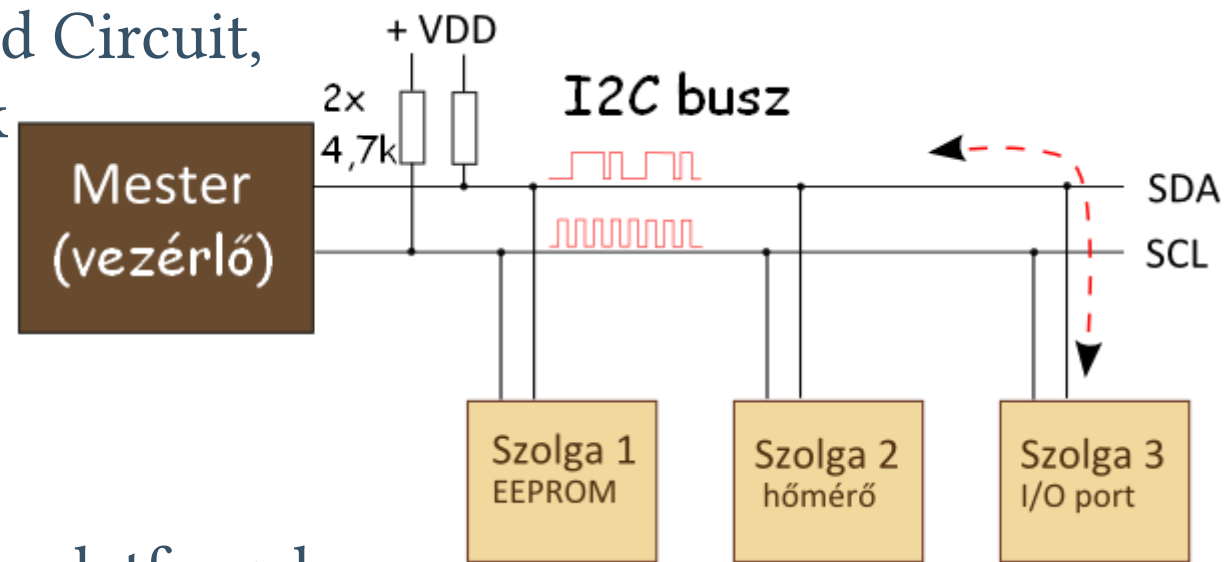 d Circuit,
+ VDD
2x
4,7k
I2C busz
Mester
(vezérlő)
SDA
SCL
Szolga 1
EEPROM
Szolga 2
hőmérő
Szolga 3
I/O port